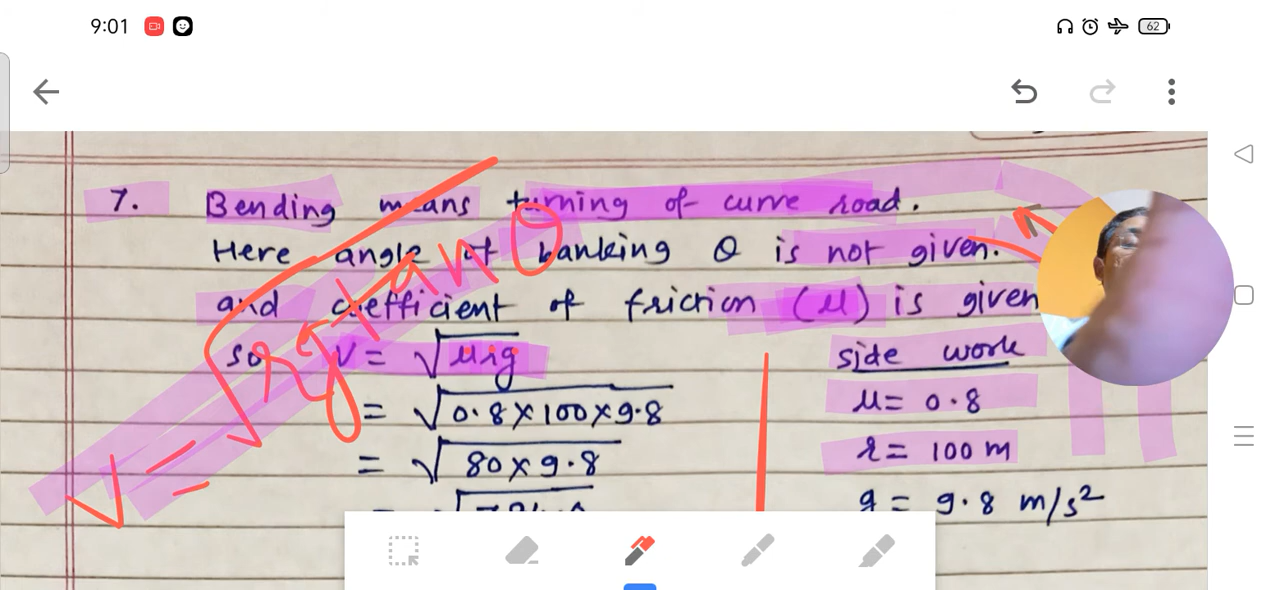 9:01
62
7. Bending means turning of curve road.
Here angle of banking θ is not given.
and coefficient of friction (μ) is given
so V = √μrg
= √0.8×100×9.8
= √80×9.8
side work
μ = 0.8
r = 100 m
g = 9.8 m/s²
V = √rg tanθ